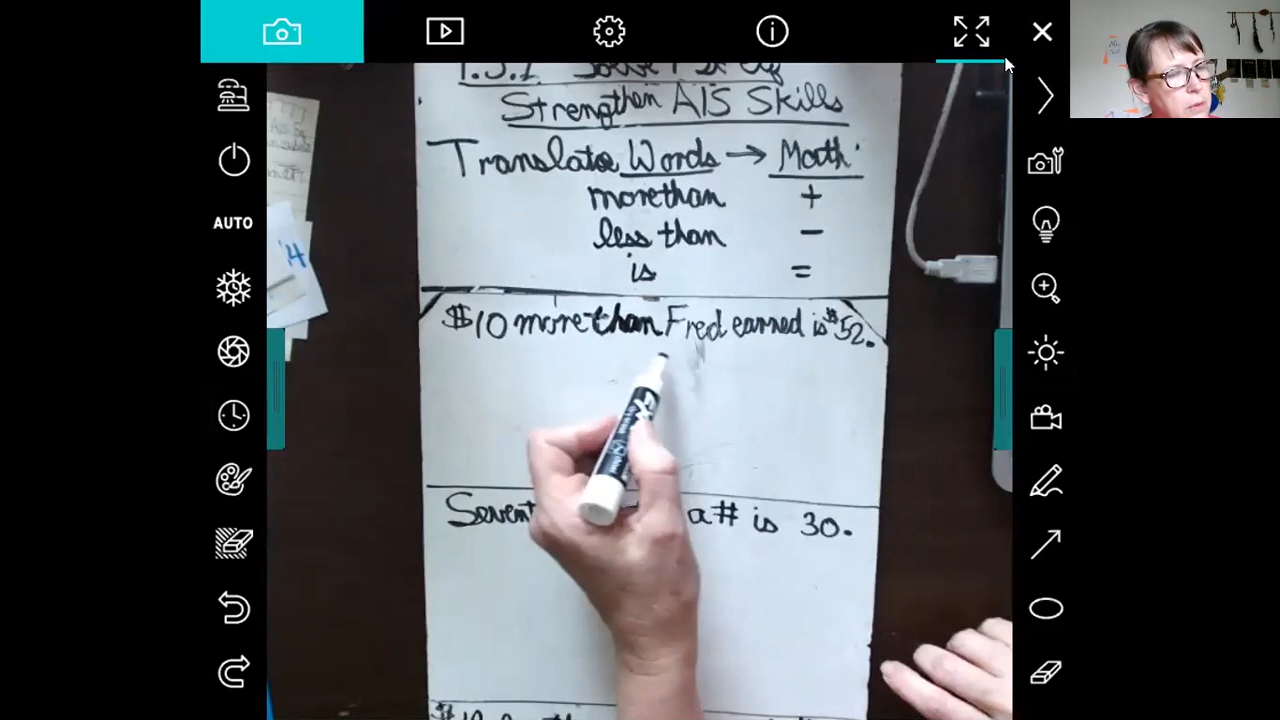 AUTO
Strengthen AIS Skills
Translate Words → Math
more than +
less than -
is =
$10 more than Fred earned is $52.
a# is 30.